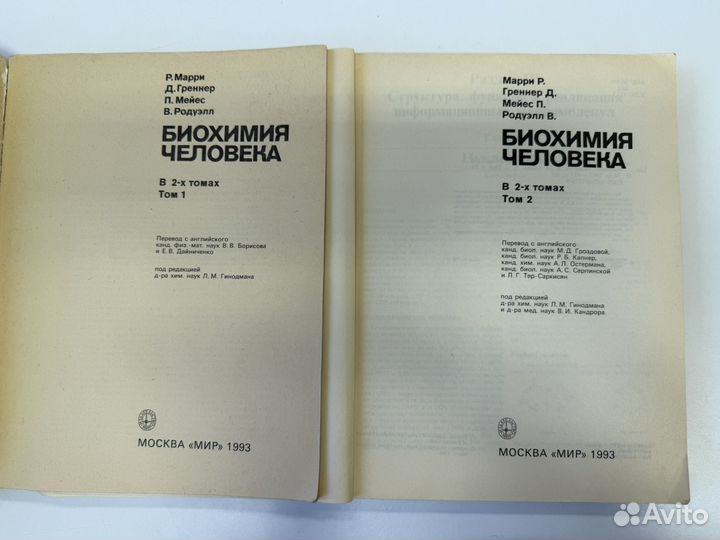 Р. Марри
Д. Греннер
П. Мейес
В. Родуэлл
БИОХИМИЯ
ЧЕЛОВЕКА
В 2-х томах
Том 1
Перевод с английского
канд. физ.-мат. наук В. В. Борисова
и Е. В. Дайниченко
под редакцией
д-ра хим. наук Л. М. Гинодмана
МОСКВА «МИР» 1993
Марри Р.
Греннер Д.
Мейес П.
Родуэлл В.
БИОХИМИЯ
ЧЕЛОВЕКА
В 2-х томах
Том 2
Перевод с английского
канд. биол. наук М. Д. Гроздовой,
канд. биол. наук Р. Б. Капнер,
канд. хим. наук А. Л. Остермана,
канд. биол. наук А. С. Серпинской
и Л. Г. Тер-Саркисян
под редакцией
д-ра хим. наук Л. М. Гинодмана
и д-ра мед. наук В. И. Кандрора
МОСКВА «МИР» 1993
Avito